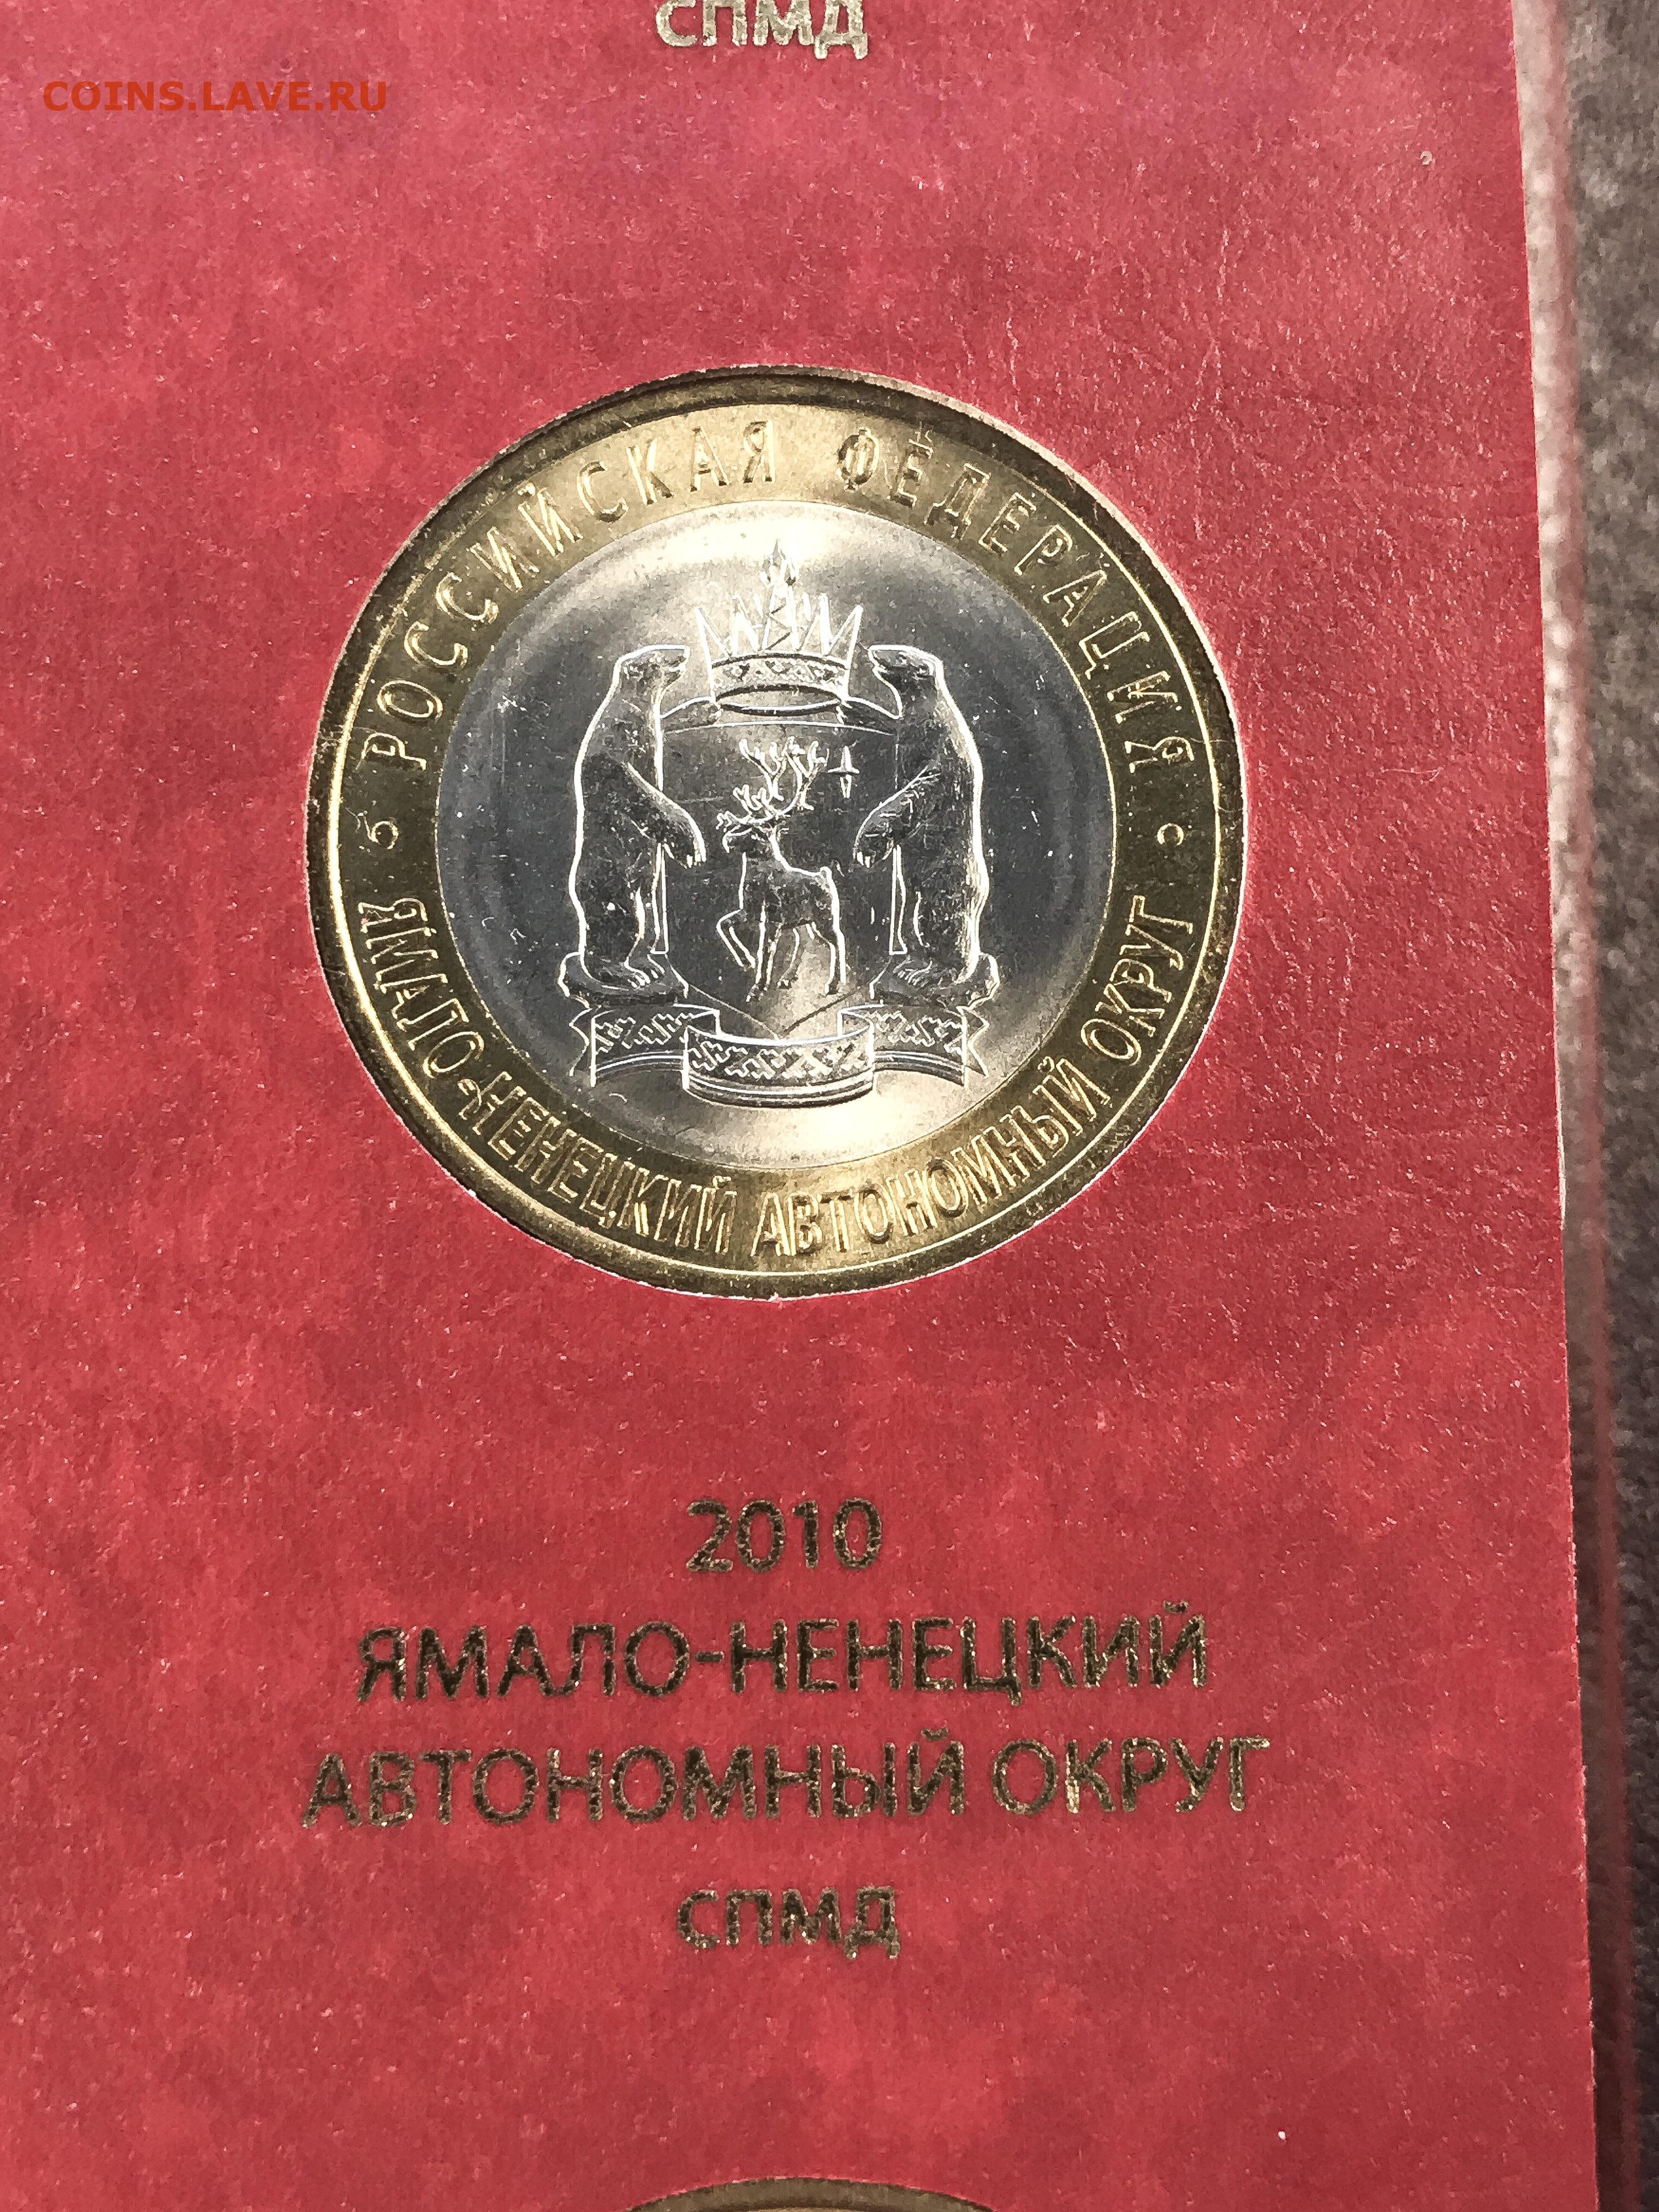 СПМД
COINS.LAVE.RU
РОССИЙСКАЯ ФЕДЕРАЦИЯ
ЯМАЛО-НЕНЕЦКИЙ АВТОНОМНЫЙ ОКРУГ
2010
ЯМАЛО-НЕНЕЦКИЙ
АВТОНОМНЫЙ ОКРУГ
СПМД